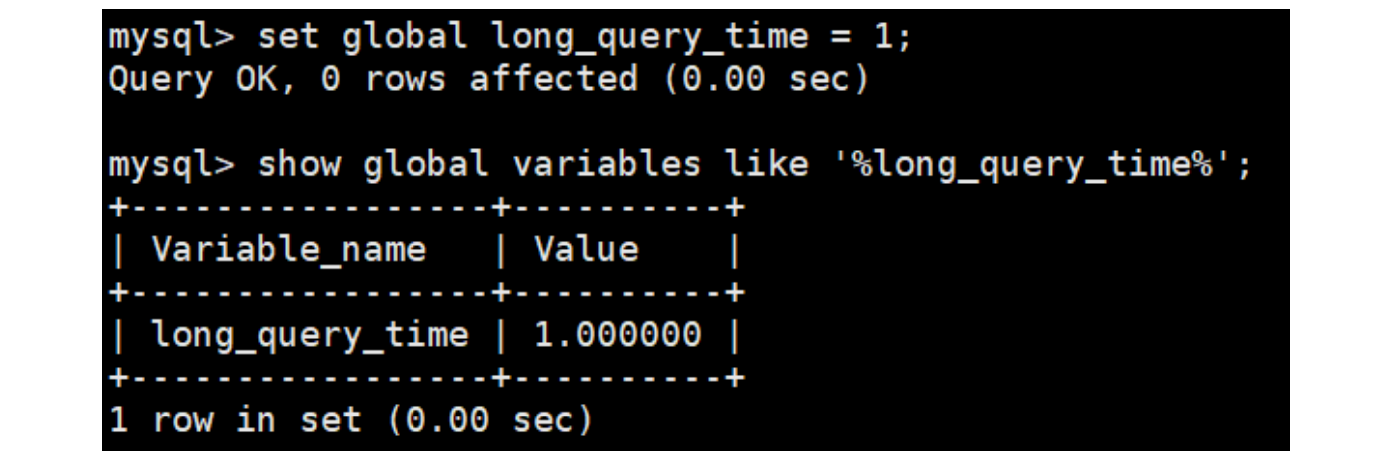 mysql> set global long_query_time = 1;
Query OK, 0 rows affected (0.00 sec)
mysql> show global variables like '%long_query_time%';
+-----------------+----------+
| Variable_name   | Value    |
+-----------------+----------+
| long_query_time | 1.000000 |
+-----------------+----------+
1 row in set (0.00 sec)